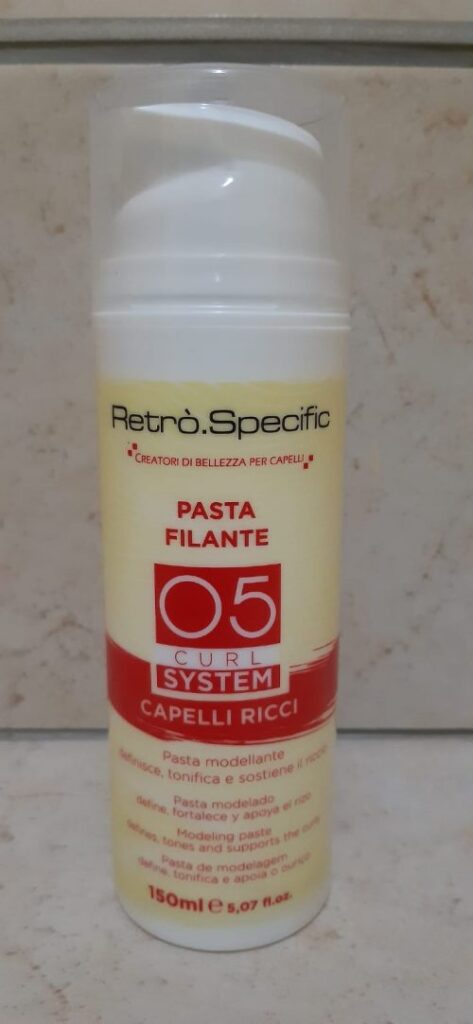 Retrò.Specific
CREATORI DI BELLEZZA PER CAPELLI
PASTA
FILANTE
05
CURL
SYSTEM
CAPELLI RICCI
Pasta modellante
definisce, tonifica e sostiene il riccio
Pasta modelado
define, fortalece y apoya el rizo
Modeling paste
defines, tones and supports the curls
Pasta de modelagem
define, tonifica e apoia o ourico
150ml e 5,07 fl.oz.